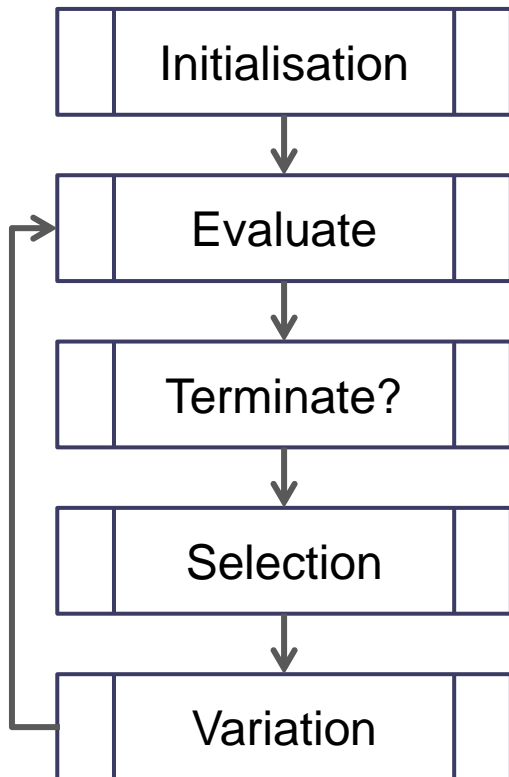 Initialisation
Evaluate
Terminate?
Selection
Variation